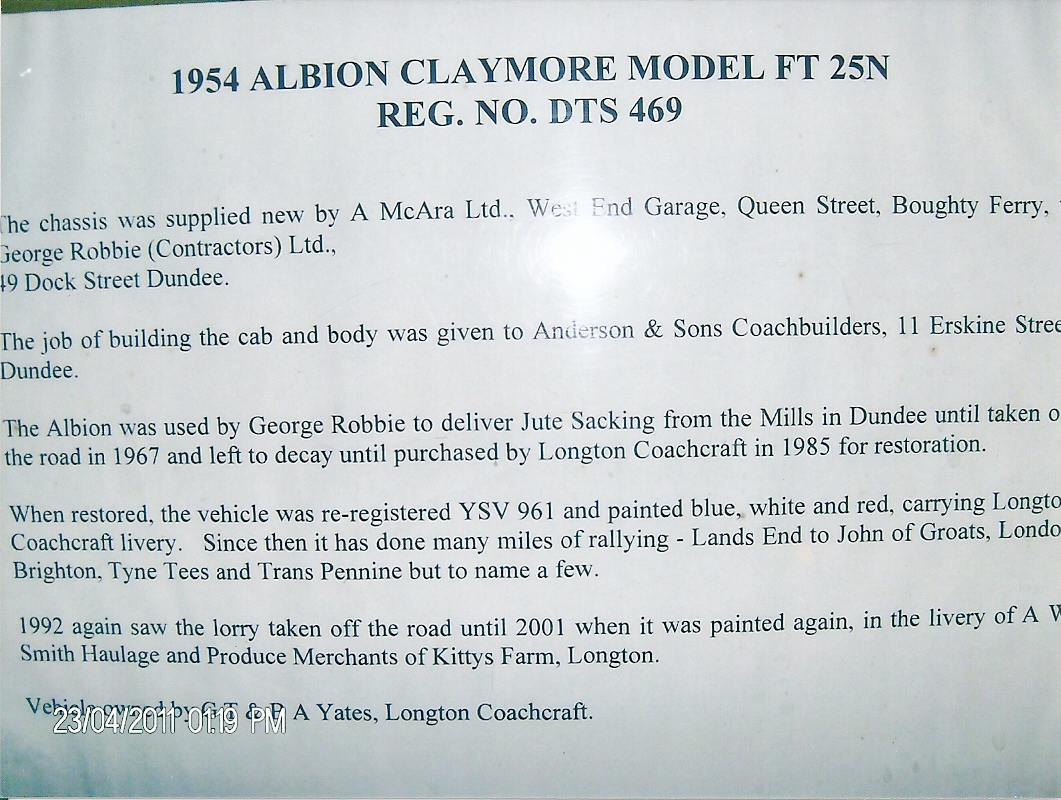 1954 ALBION CLAYMORE MODEL FT 25N
REG. NO. DTS 469
The chassis was supplied new by A McAra Ltd., West End Garage, Queen Street, Boughty Ferry,
George Robbie (Contractors) Ltd.,
49 Dock Street Dundee.
The job of building the cab and body was given to Anderson & Sons Coachbuilders, 11 Erskine Stree
Dundee.
The Albion was used by George Robbie to deliver Jute Sacking from the Mills in Dundee until taken o
the road in 1967 and left to decay until purchased by Longton Coachcraft in 1985 for restoration.
When restored, the vehicle was re-registered YSV 961 and painted blue, white and red, carrying Longto
Coachcraft livery. Since then it has done many miles of rallying - Lands End to John of Groats, Londo
Brighton, Tyne Tees and Trans Pennine but to name a few.
1992 again saw the lorry taken off the road until 2001 when it was painted again, in the livery of A W
Smith Haulage and Produce Merchants of Kittys Farm, Longton.
Vehicle owned by G T & P A Yates, Longton Coachcraft.
23/04/2011 01:19 PM